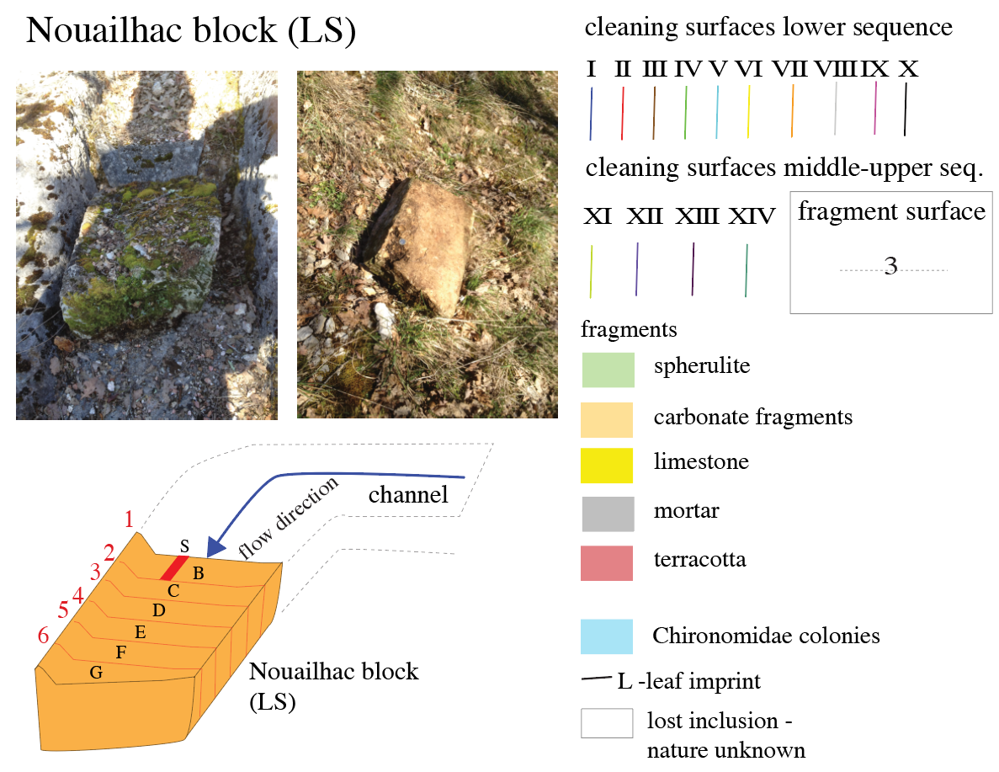 Nouailhac block (LS)
cleaning surfaces lower sequence
I II III IV V VI VII VIII IX X
cleaning surfaces middle-upper seq.
XI XII XIII XIV
fragment surface
3
fragments
spherulite
carbonate fragments
limestone
mortar
terracotta
Chironomidae colonies
L -leaf imprint
lost inclusion -
nature unknown
channel
flow direction
1
2
3
4
5
6
S
B
C
D
E
F
G
Nouailhac block
(LS)